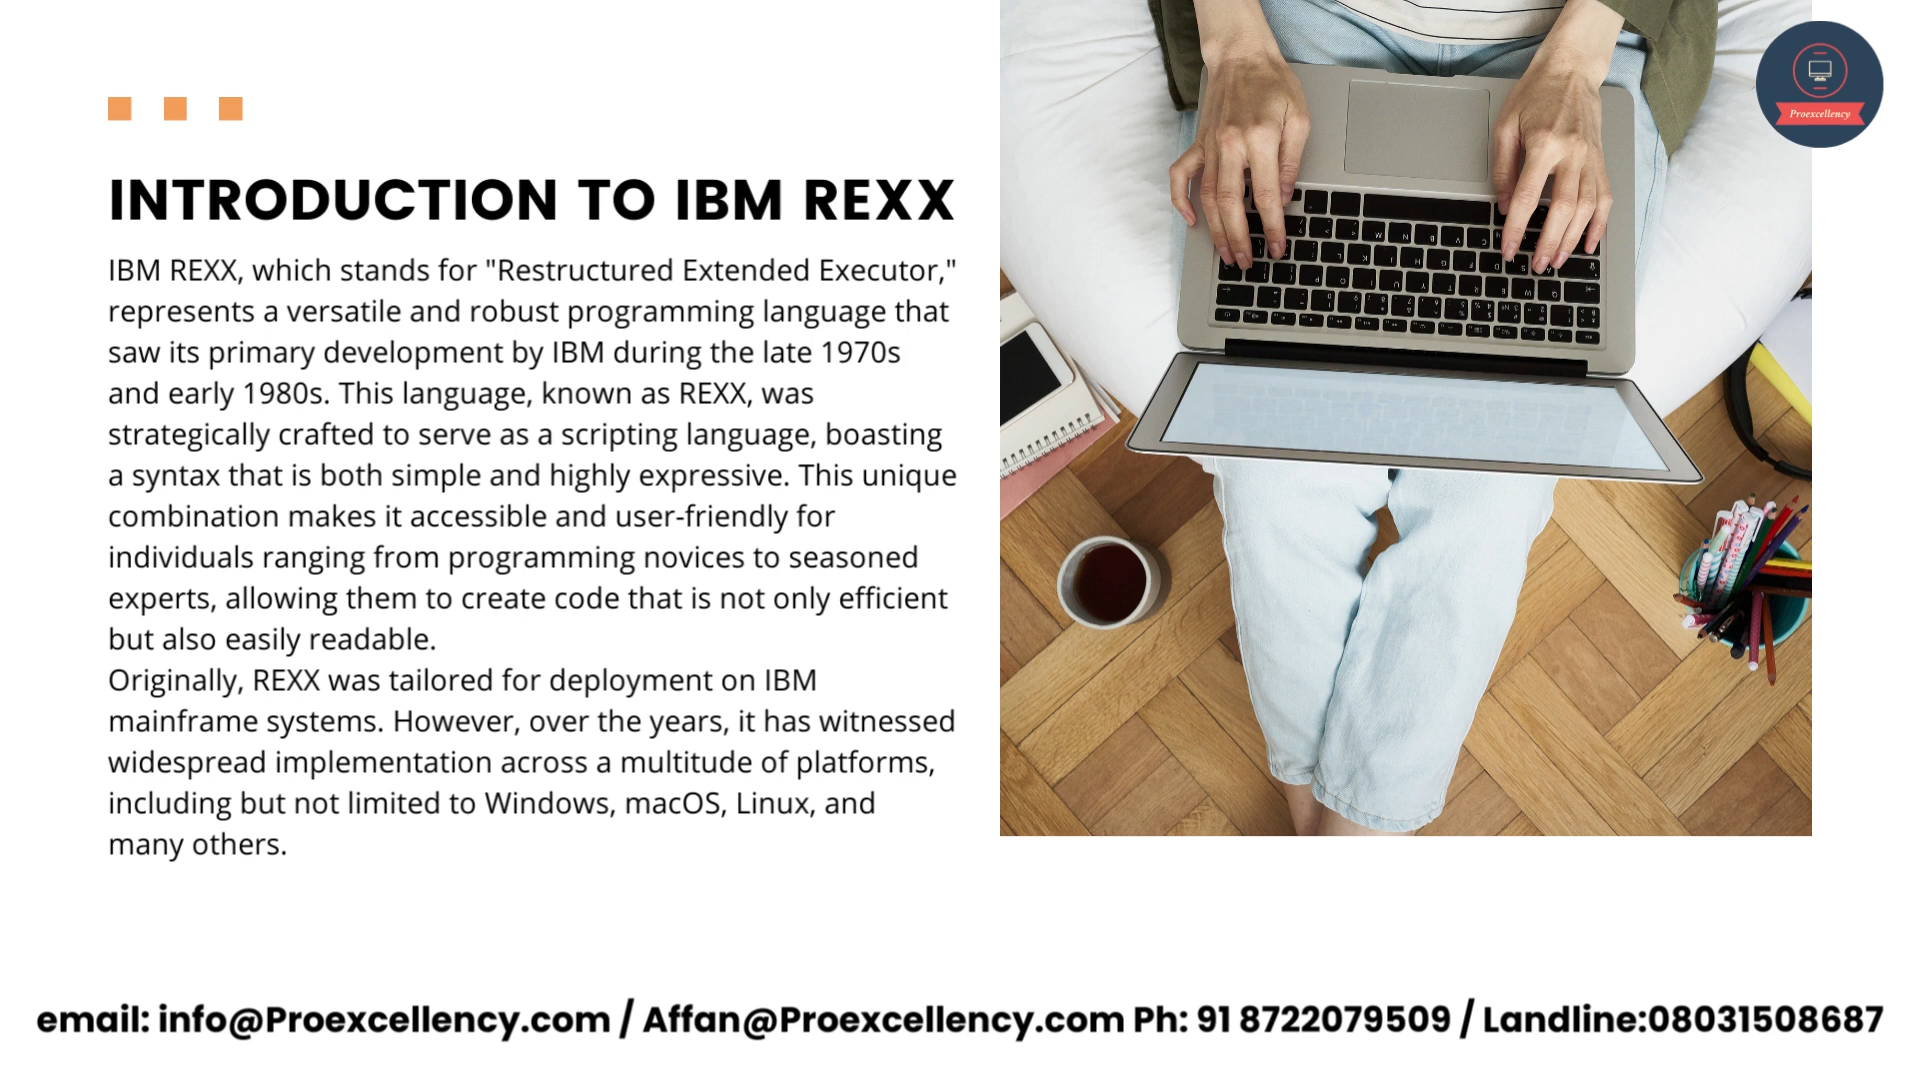 Proexcellency
INTRODUCTION TO IBM REXX
IBM REXX, which stands for "Restructured Extended Executor,"
represents a versatile and robust programming language that
saw its primary development by IBM during the late 1970s
and early 1980s. This language, known as REXX, was
strategically crafted to serve as a scripting language, boasting
a syntax that is both simple and highly expressive. This unique
combination makes it accessible and user-friendly for
individuals ranging from programming novices to seasoned
experts, allowing them to create code that is not only efficient
but also easily readable.
Originally, REXX was tailored for deployment on IBM
mainframe systems. However, over the years, it has witnessed
widespread implementation across a multitude of platforms,
including but not limited to Windows, macOS, Linux, and
many others.
email: info@Proexcellency.com / Affan@Proexcellency.com Ph: 91 8722079509 / Landline:08031508687